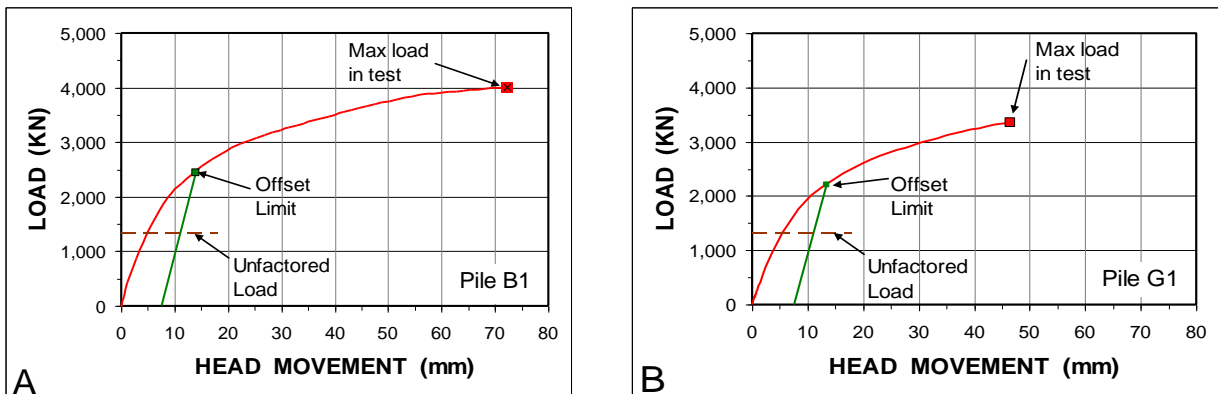 5,000
4,000
3,000
2,000
1,000
0
LOAD (KN)
Max load
in test
Offset
Limit
Unfactored
Load
Pile B1
0 10 20 30 40 50 60 70 80
HEAD MOVEMENT (mm)
A
5,000
4,000
3,000
2,000
1,000
0
LOAD (KN)
Max load
in test
Offset
Limit
Unfactored
Load
Pile G1
0 10 20 30 40 50 60 70 80
HEAD MOVEMENT (mm)
B